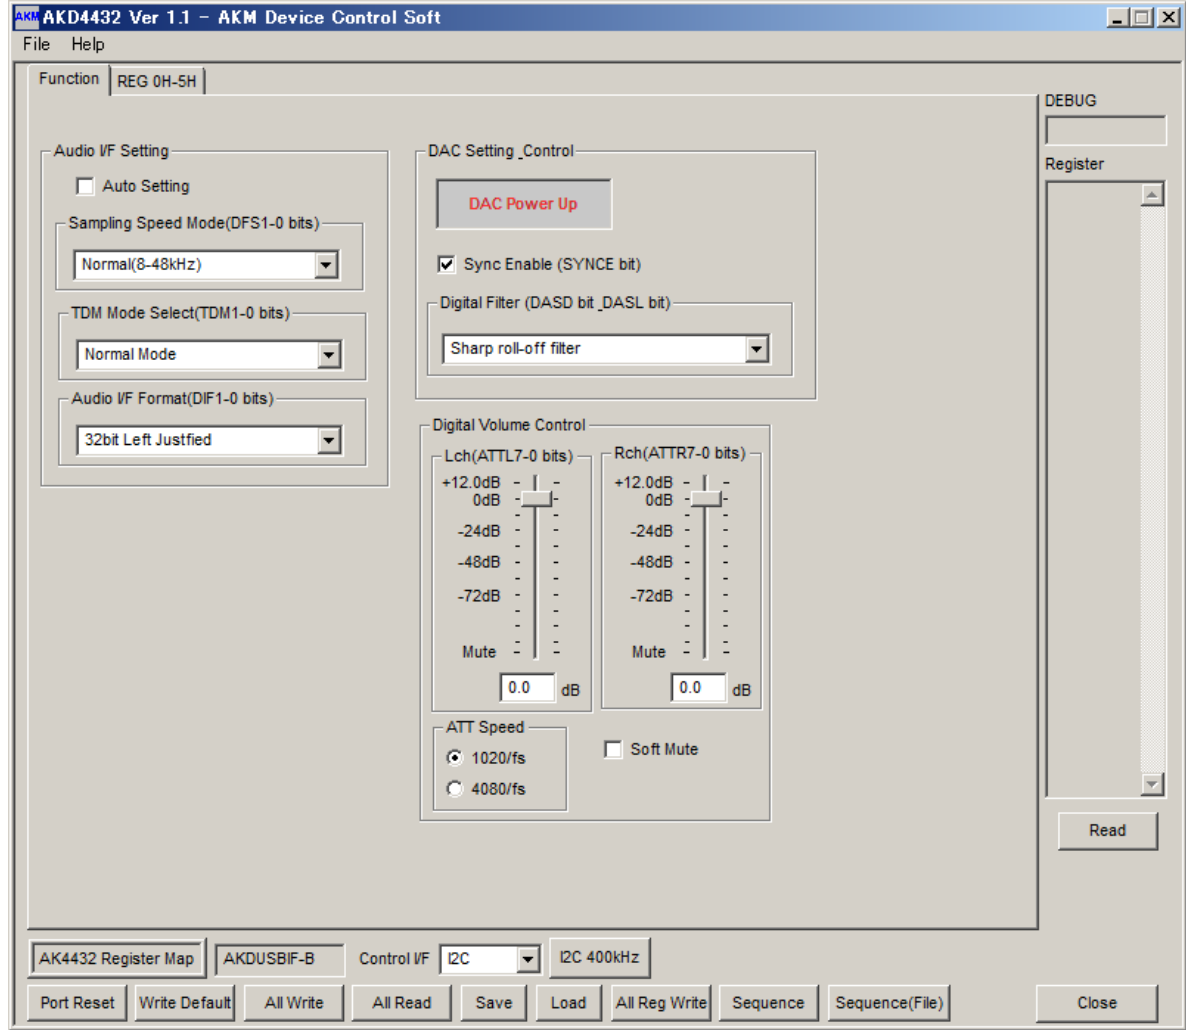 AKM AKD4432 Ver 1.1 - AKM Device Control Soft
File Help
Function REG 0H-5H
DEBUG
Register
Audio I/F Setting
Auto Setting
Sampling Speed Mode(DFS1-0 bits)
Normal(8-48kHz)
TDM Mode Select(TDM1-0 bits)
Normal Mode
Audio I/F Format(DIF1-0 bits)
32bit Left Justfied
DAC Setting_Control
DAC Power Up
Sync Enable (SYNCE bit)
Digital Filter (DASD bit_DASL bit)
Sharp roll-off filter
Digital Volume Control
Lch(ATTL7-0 bits)
+12.0dB
0dB
-24dB
-48dB
-72dB
Mute
0.0 dB
Rch(ATTR7-0 bits)
+12.0dB
0dB
-24dB
-48dB
-72dB
Mute
0.0 dB
ATT Speed
1020/fs
4080/fs
Soft Mute
Read
AK4432 Register Map AKDUSBIF-B Control I/F I2C I2C 400kHz
Port Reset Write Default All Write All Read Save Load All Reg Write Sequence Sequence(File) Close